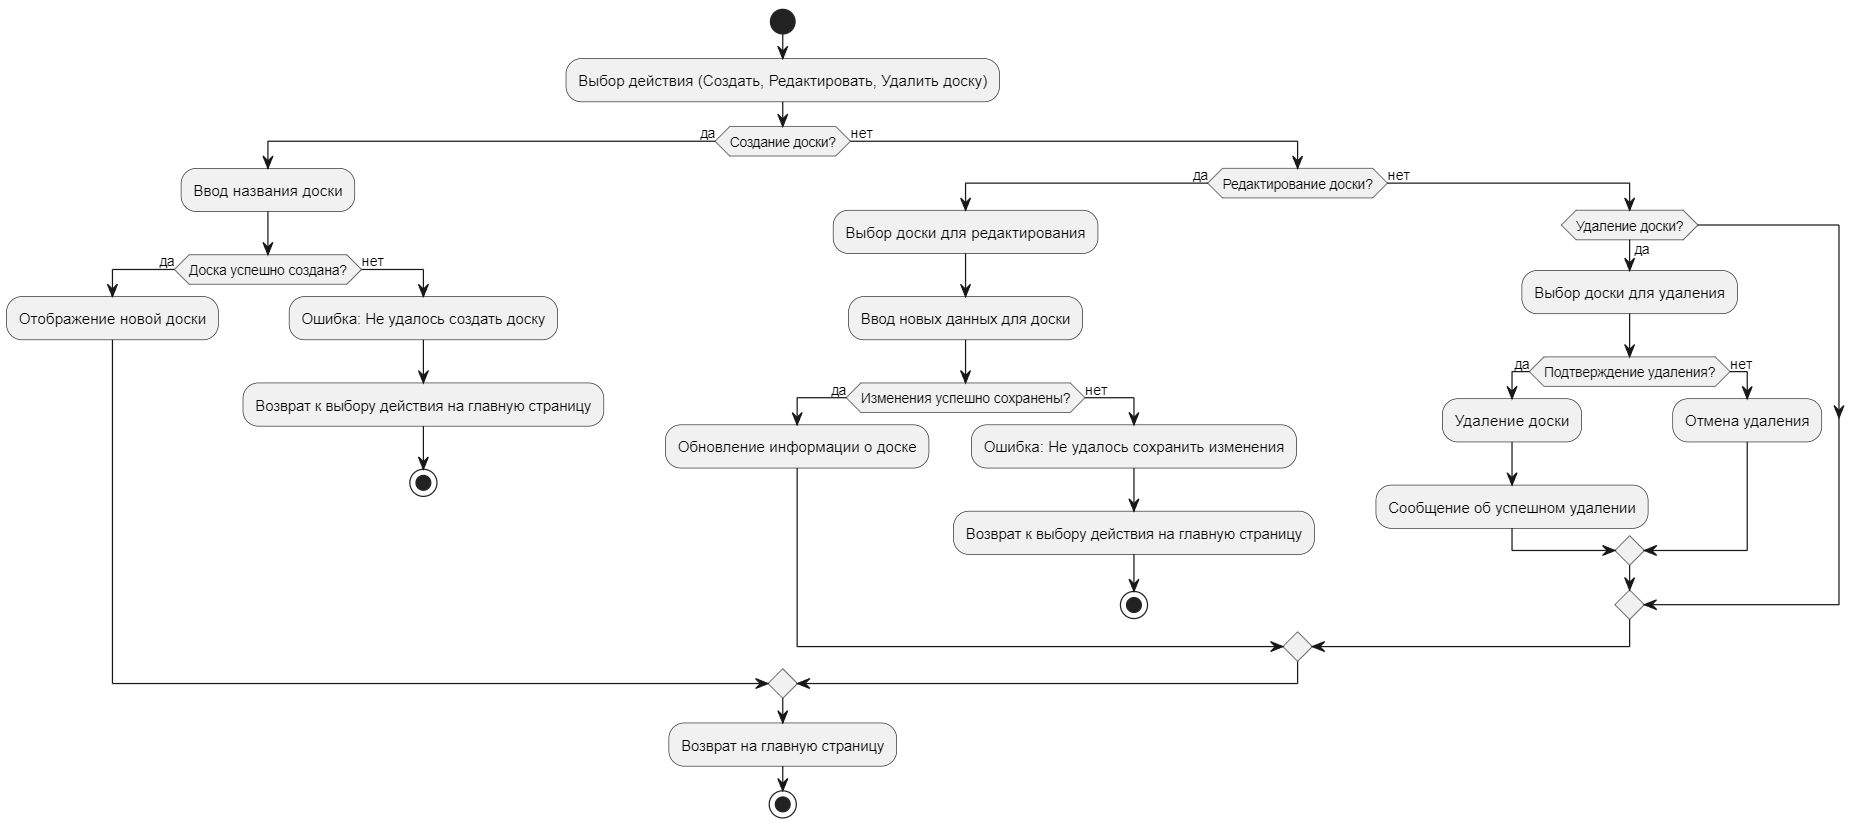 Выбор действия (Создать, Редактировать, Удалить доску)
да
Создание доски?
нет
Ввод названия доски
да
Редактирование доски?
нет
Выбор доски для редактирования
Удаление доски?
да
да
Доска успешно создана?
нет
Отображение новой доски
Ошибка: Не удалось создать доску
Ввод новых данных для доски
Выбор доски для удаления
да
Подтверждение удаления?
нет
Возврат к выбору действия на главную страницу
да
Изменения успешно сохранены?
нет
Удаление доски
Отмена удаления
Обновление информации о доске
Ошибка: Не удалось сохранить изменения
Сообщение об успешном удалении
Возврат к выбору действия на главную страницу
Возврат на главную страницу